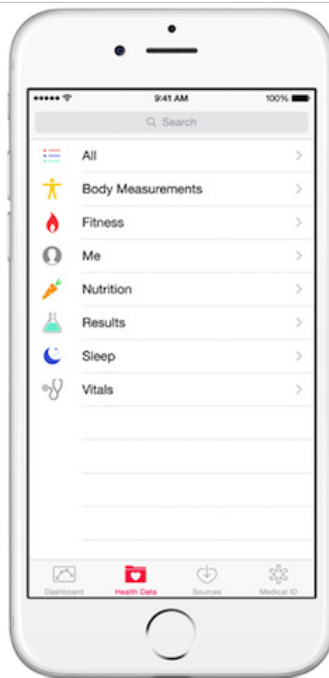 9:41 AM
100%
Search
All
Body Measurements
Fitness
Me
Nutrition
Results
Sleep
Vitals
Dashboard
Health Data
Sources
Medical ID